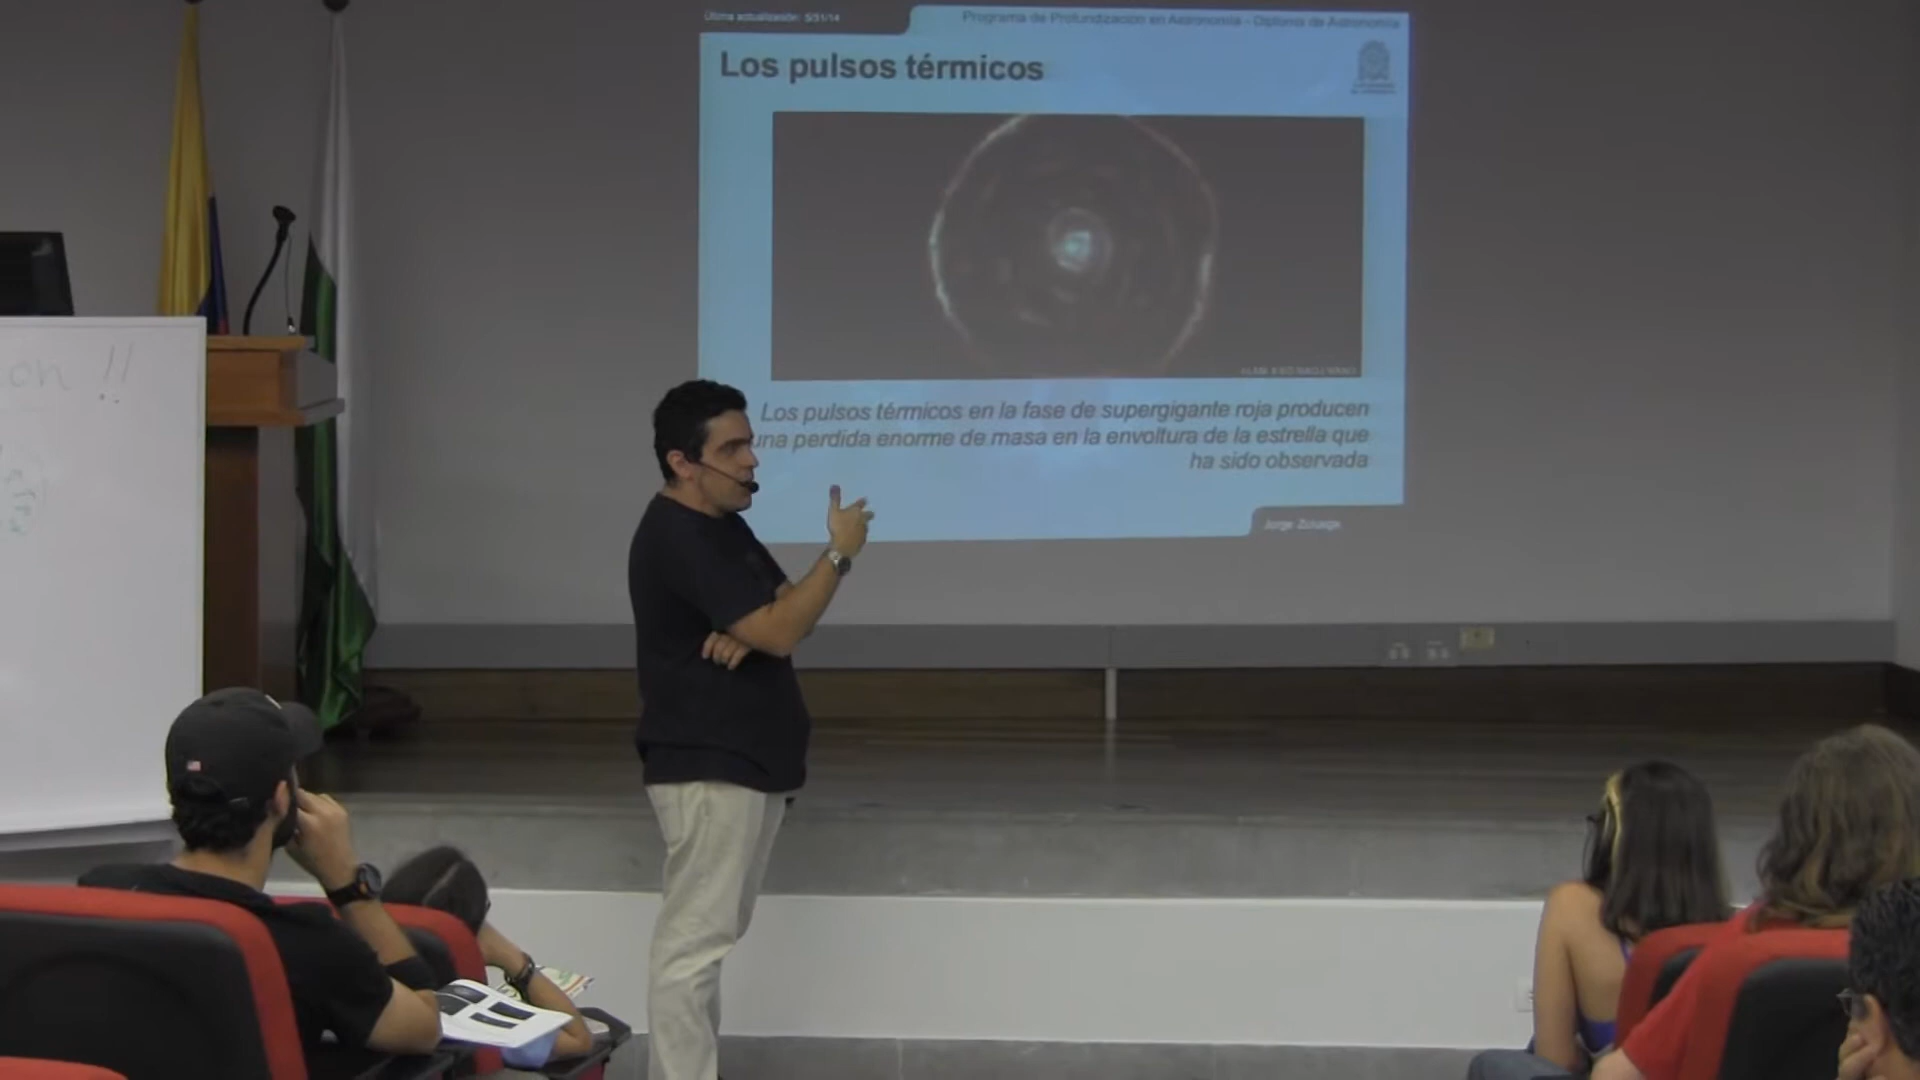 Última actualización: 5/31/14
Programa de Profundización en Astronomía - Diploma de Astronomía
Los pulsos térmicos
Los pulsos térmicos en la fase de supergigante roja producen
una perdida enorme de masa en la envoltura de la estrella que
ha sido observada
Jorge Zuluaga
on !!